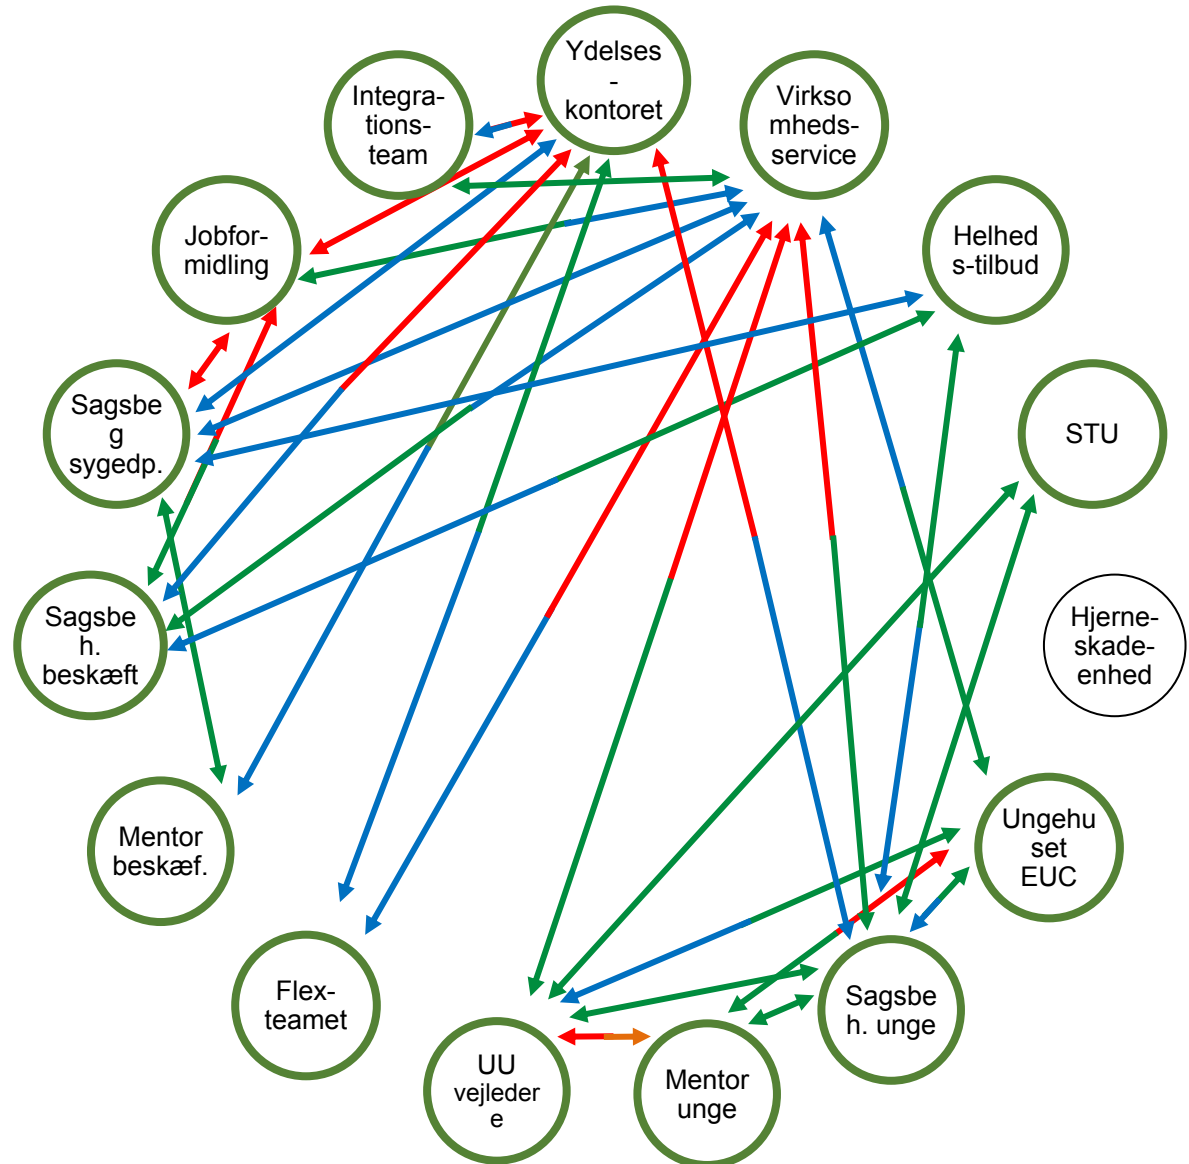 Ydelses
-
kontoret
Virkso
mheds-
service
Helhed
s-tilbud
STU
Hjerne-
skade-
enhed
Ungehu
set
EUC
Sagsbe
h. unge
Mentor
unge
UU
vejleder
e
Flex-
teamet
Mentor
beskæf.
Sagsbe
h.
beskæft
Sagsbe
g
sygedp.
Jobfor-
midling
Integra-
tions-
team